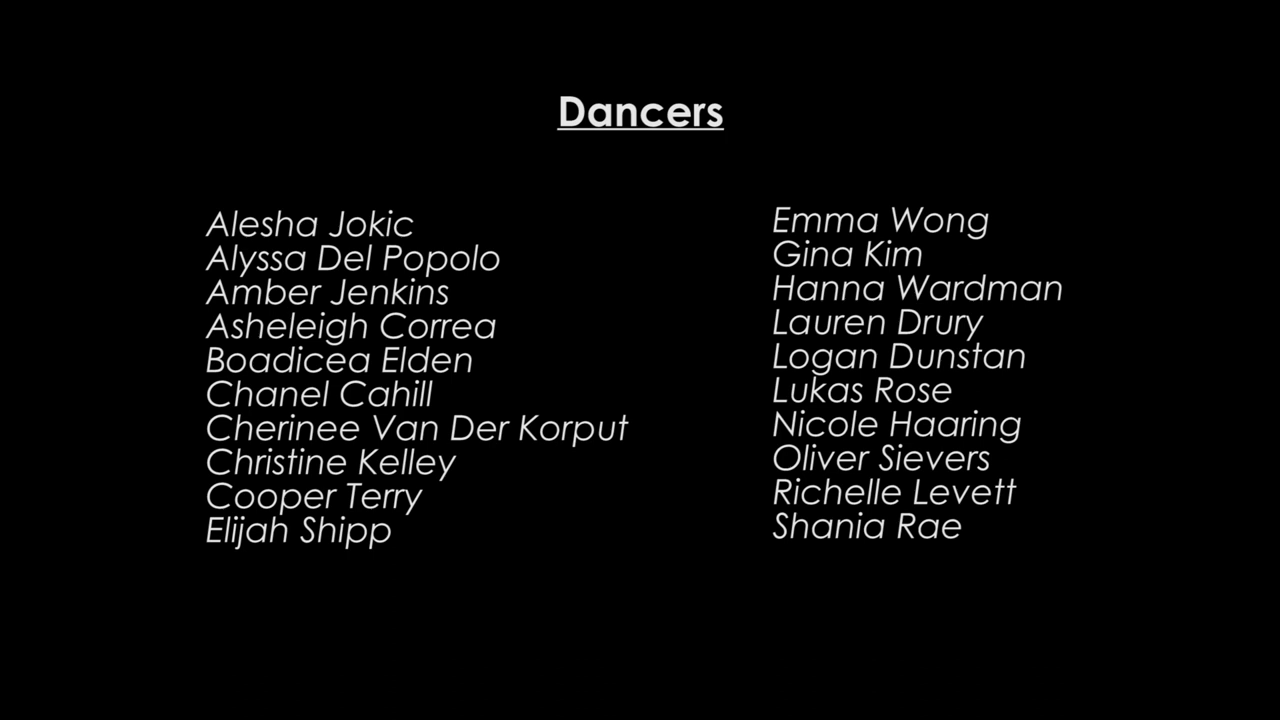 Dancers
Alesha Jokic
Alyssa Del Popolo
Amber Jenkins
Asheleigh Correa
Boadicea Elden
Chanel Cahill
Cherinee Van Der Korput
Christine Kelley
Cooper Terry
Elijah Shipp
Emma Wong
Gina Kim
Hanna Wardman
Lauren Drury
Logan Dunstan
Lukas Rose
Nicole Haaring
Oliver Sievers
Richelle Levett
Shania Rae